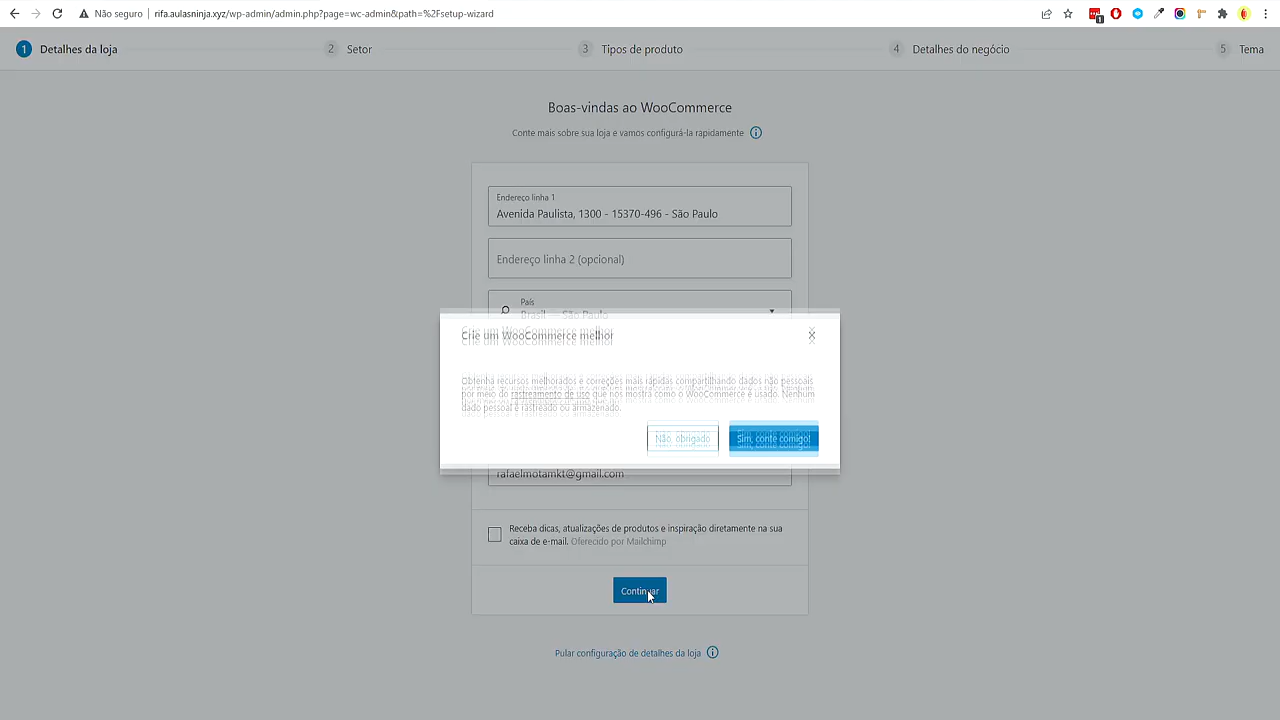 Não seguro
rifa.aulasninja.xyz/wp-admin/admin.php?page=wc-admin&path=%2Fsetup-wizard
1
1 Detalhes da loja
2 Setor
3 Tipos de produto
4 Detalhes do negócio
5 Tema
Boas-vindas ao WooCommerce
Conte mais sobre sua loja e vamos configurá-la rapidamente
Endereço linha 1
Avenida Paulista, 1300 - 15370-496 - São Paulo
Endereço linha 2 (opcional)
País
Brasil — São Paulo
Crie um WooCommerce melhor
Obtenha recursos melhorados e correções mais rápidas compartilhando dados não pessoais
por meio do rastreamento de uso que nos mostra como o WooCommerce é usado. Nenhum
dado pessoal é rastreado ou armazenado.
Não, obrigado
Sim, conte comigo!
rafaelmotamkt@gmail.com
Receba dicas, atualizações de produtos e inspiração diretamente na sua
caixa de e-mail. Oferecido por Mailchimp
Continuar
Pular configuração de detalhes da loja